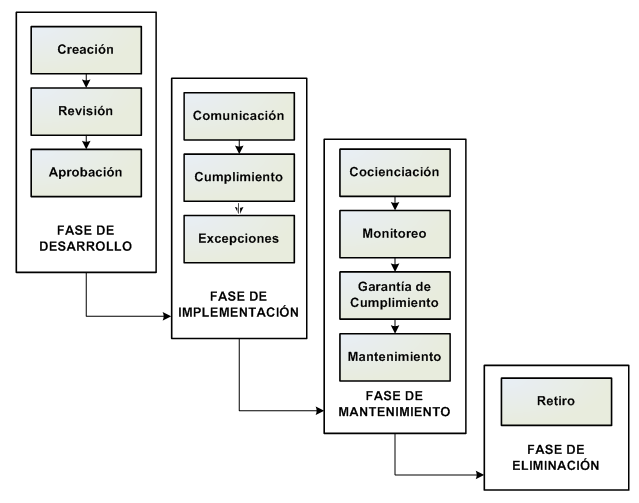 Creación
Revisión
Aprobación
FASE DE
DESARROLLO
Comunicación
Cumplimiento
Excepciones
FASE DE
IMPLEMENTACIÓN
Cocienciación
Monitoreo
Garantía de
Cumplimiento
Mantenimiento
FASE DE
MANTENIMIENTO
Retiro
FASE DE
ELIMINACIÓN